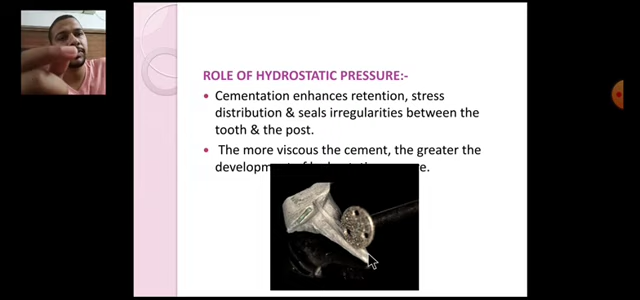 ROLE OF HYDROSTATIC PRESSURE:-
Cementation enhances retention, stress
distribution & seals irregularities between the
tooth & the post.
The more viscous the cement, the greater the